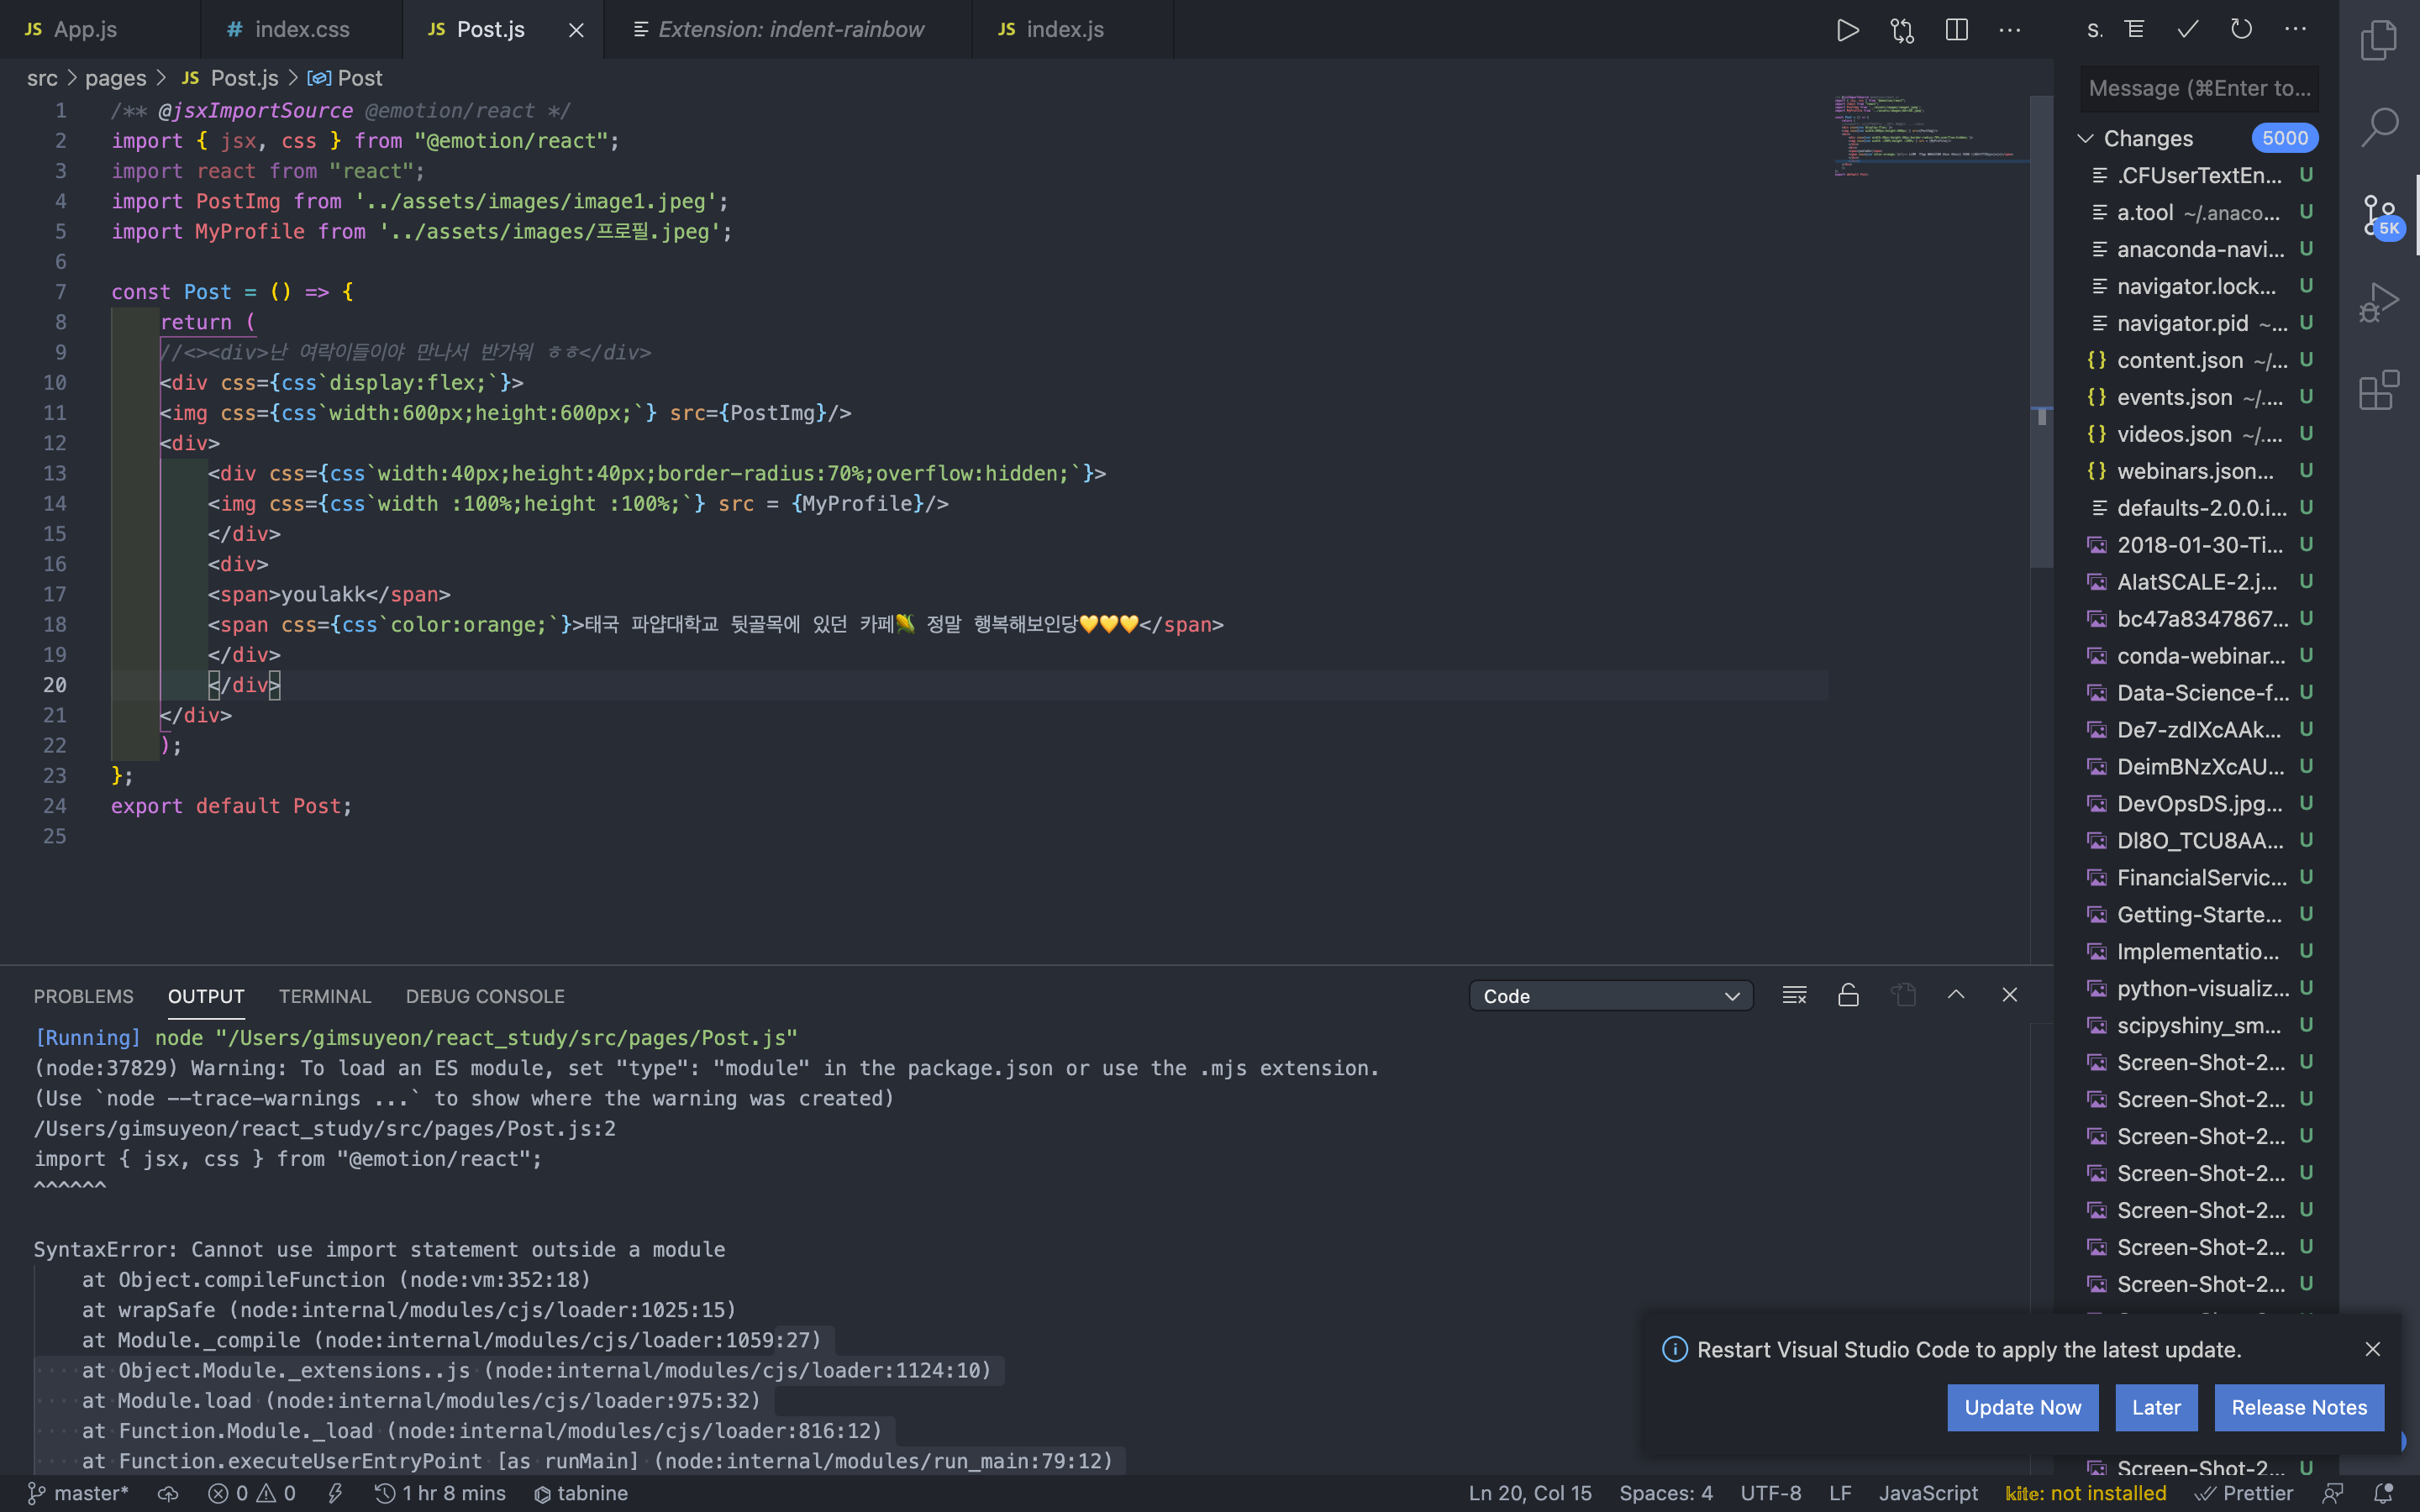 JS App.js
# index.css
JS Post.js
Extension: indent-rainbow
JS index.js
S.
src > pages > JS Post.js > Post
Message (⌘Enter to...
Changes 5000
5K
1 /** @jsxImportSource @emotion/react */
2 import { jsx, css } from "@emotion/react";
3 import react from "react";
4 import PostImg from '../assets/images/image1.jpeg';
5 import MyProfile from '../assets/images/프로필.jpeg';
6
7 const Post = () => {
8 return (
9 //<><div>난 여락이들이야 만나서 반가워 ㅎㅎ</div>
10 <div css={css`display:flex;`}>
11 <img css={css`width:600px;height:600px;`} src={PostImg}/>
12 <div>
13 <div css={css`width:40px;height:40px;border-radius:70%;overflow:hidden;`}>
14 <img css={css`width :100%;height :100%;`} src = {MyProfile}/>
15 </div>
16 <div>
17 <span>youlakk</span>
18 <span css={css`color:orange;`}>태국 파얍대학교 뒷골목에 있던 카페🌽 정말 행복해보인당💛💛💛</span>
19 </div>
20 </div>
21 </div>
22 );
23 };
24 export default Post;
25
.CFUserTextEn... U
a.tool ~/.anaco... U
anaconda-navi... U
navigator.lock... U
navigator.pid ~... U
{} content.json ~/... U
{} events.json ~/.... U
{} videos.json ~/.... U
{} webinars.json... U
defaults-2.0.0.i... U
2018-01-30-Ti... U
AlatSCALE-2.j... U
bc47a8347867... U
conda-webinar... U
Data-Science-f... U
De7-zdIXcAAk... U
DeimBNzXcAU... U
DevOpsDS.jpg... U
Dl8O_TCU8AA... U
FinancialServic... U
Getting-Starte... U
Implementatio... U
python-visualiz... U
scipyshiny_sm... U
Screen-Shot-2... U
Screen-Shot-2... U
Screen-Shot-2... U
Screen-Shot-2... U
Screen-Shot-2... U
Screen-Shot-2... U
Screen-Shot-2... U
Screen-Shot-2... U
PROBLEMS OUTPUT TERMINAL DEBUG CONSOLE
Code
[Running] node "/Users/gimsuyeon/react_study/src/pages/Post.js"
(node:37829) Warning: To load an ES module, set "type": "module" in the package.json or use the .mjs extension.
(Use `node --trace-warnings ...` to show where the warning was created)
/Users/gimsuyeon/react_study/src/pages/Post.js:2
import { jsx, css } from "@emotion/react";
^^^^^^
SyntaxError: Cannot use import statement outside a module
at Object.compileFunction (node:vm:352:18)
at wrapSafe (node:internal/modules/cjs/loader:1025:15)
at Module._compile (node:internal/modules/cjs/loader:1059:27)
at Object.Module._extensions..js (node:internal/modules/cjs/loader:1124:10)
at Module.load (node:internal/modules/cjs/loader:975:32)
at Function.Module._load (node:internal/modules/cjs/loader:816:12)
at Function.executeUserEntryPoint [as runMain] (node:internal/modules/run_main:79:12)
Restart Visual Studio Code to apply the latest update.
Update Now
Later
Release Notes
master* 0 0 1 hr 8 mins tabnine
Ln 20, Col 15 Spaces: 4 UTF-8 LF JavaScript kite: not installed Prettier